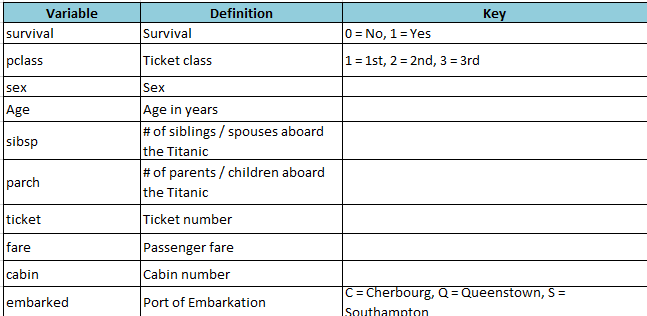 Variable Definition Key
survival Survival 0 = No, 1 = Yes
pclass Ticket class 1 = 1st, 2 = 2nd, 3 = 3rd
sex Sex
Age Age in years
sibsp # of siblings / spouses aboard
the Titanic
parch # of parents / children aboard
the Titanic
ticket Ticket number
fare Passenger fare
cabin Cabin number
embarked Port of Embarkation C = Cherbourg, Q = Queenstown, S =
Southampton